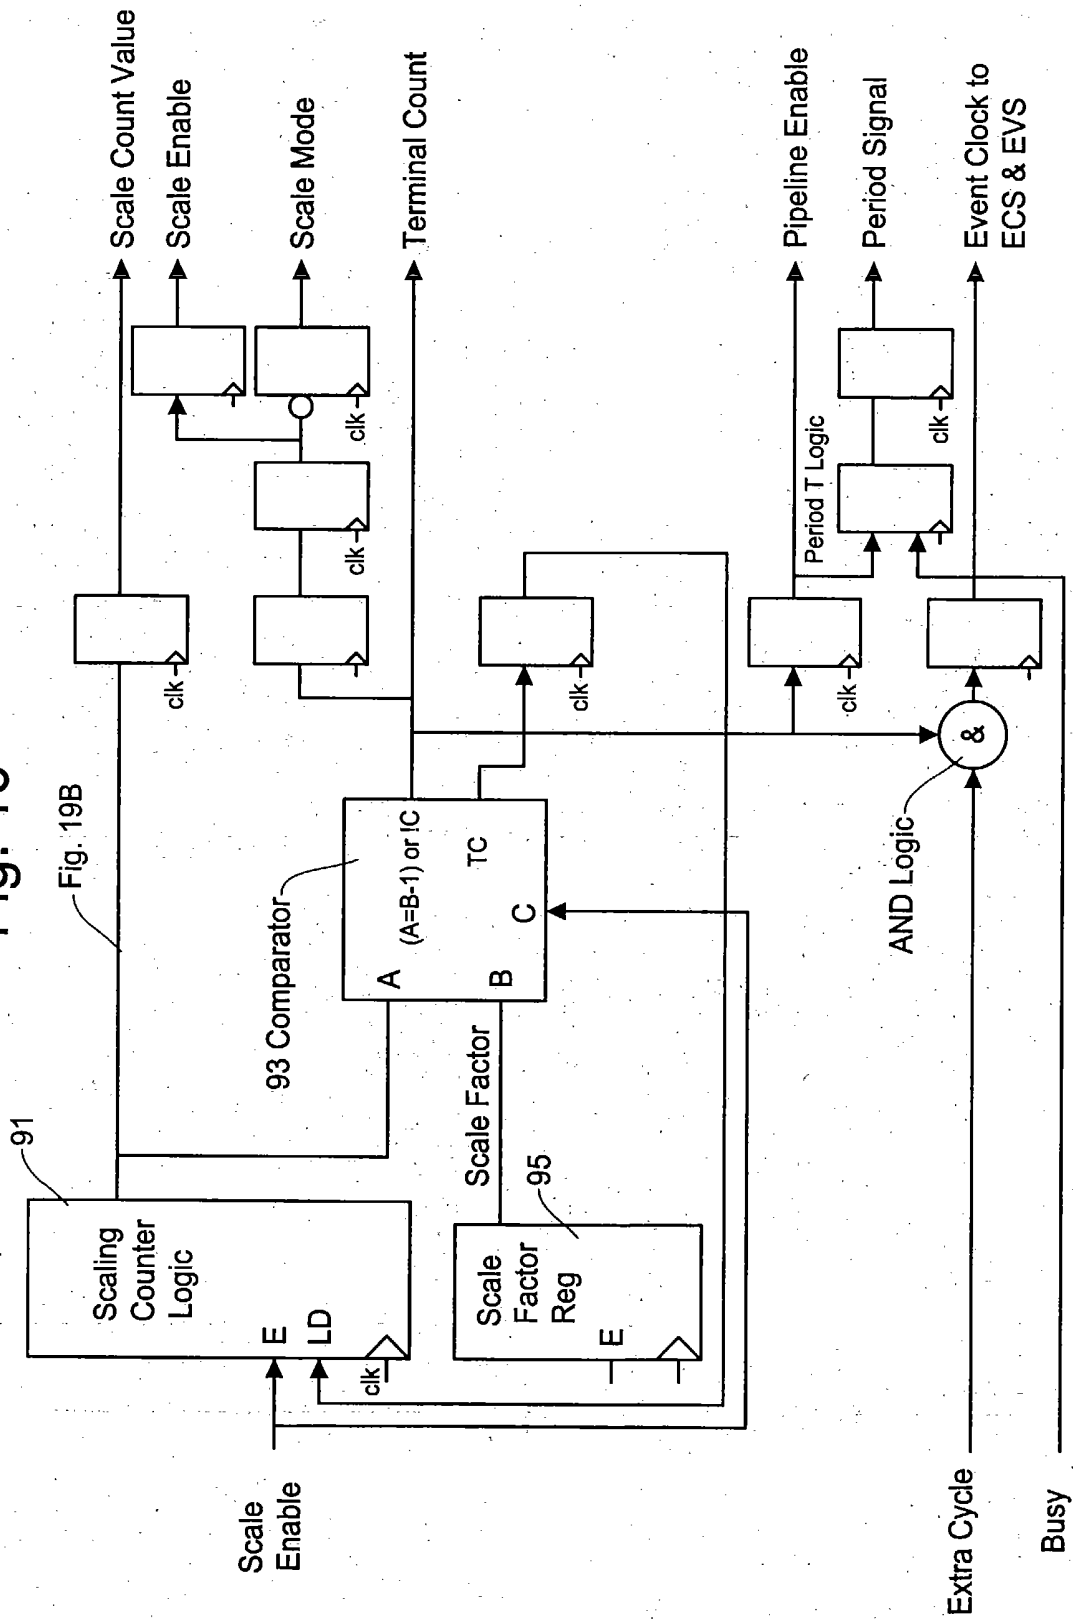 Fig.
91
Fig. 19B
Scale Count Value
Scaling
Counter
Logic
E
LD
clk
clk
Scale Enable
Scale Mode
clk
clk
Scale
Enable
93 Comparator
A
(A=B-1) or !C
Terminal Count
B
TC
C
Scale Factor
Scale
Factor
Reg
95
E
clk
Pipeline Enable
Period T Logic
clk
Period Signal
clk
AND Logic
&
Event Clock to
ECS & EVS
Extra Cycle
Busy